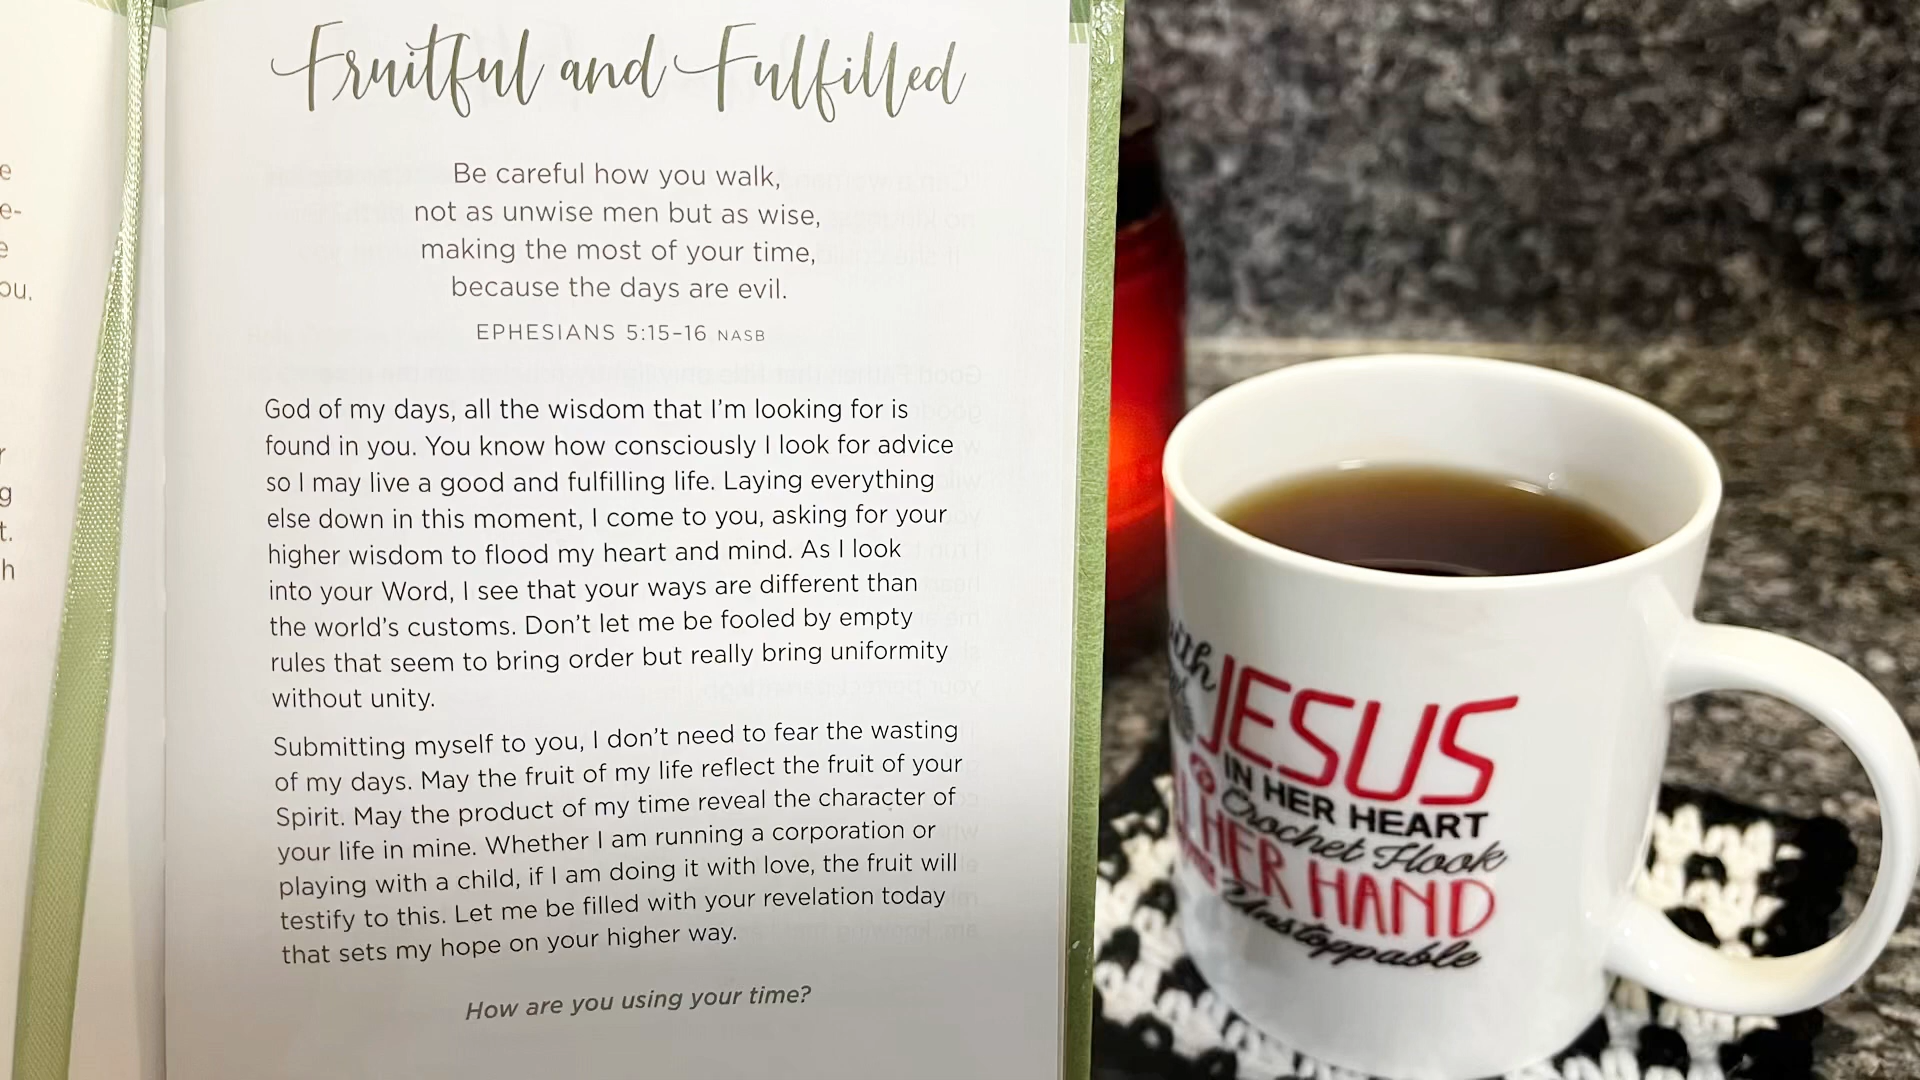 Fruitful and Fulfilled
Be careful how you walk,
not as unwise men but as wise,
making the most of your time,
because the days are evil.
EPHESIANS 5:15–16 NASB
God of my days, all the wisdom that I'm looking for is
found in you. You know how consciously I look for advice
so I may live a good and fulfilling life. Laying everything
else down in this moment, I come to you, asking for your
higher wisdom to flood my heart and mind. As I look
into your Word, I see that your ways are different than
the world's customs. Don't let me be fooled by empty
rules that seem to bring order but really bring uniformity
without unity.
Submitting myself to you, I don't need to fear the wasting
of my days. May the fruit of my life reflect the fruit of your
Spirit. May the product of my time reveal the character of
your life in mine. Whether I am running a corporation or
playing with a child, if I am doing it with love, the fruit will
testify to this. Let me be filled with your revelation today
that sets my hope on your higher way.
How are you using your time?
JESUS
IN HER HEART
Crochet Hook
HER HAND
Unstoppable